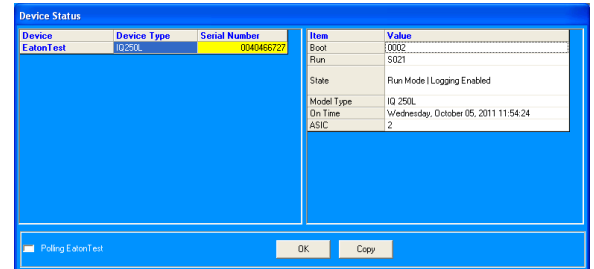 Device Status
Device Device Type Serial Number
EatonTest IQ250L 0040466727
Item Value
Boot 0002
Run S021
State Run Mode | Logging Enabled
Model Type IQ 250L
On Time Wednesday, October 05, 2011 11:54:24
ASIC 2
Polling EatonTest
OK Copy